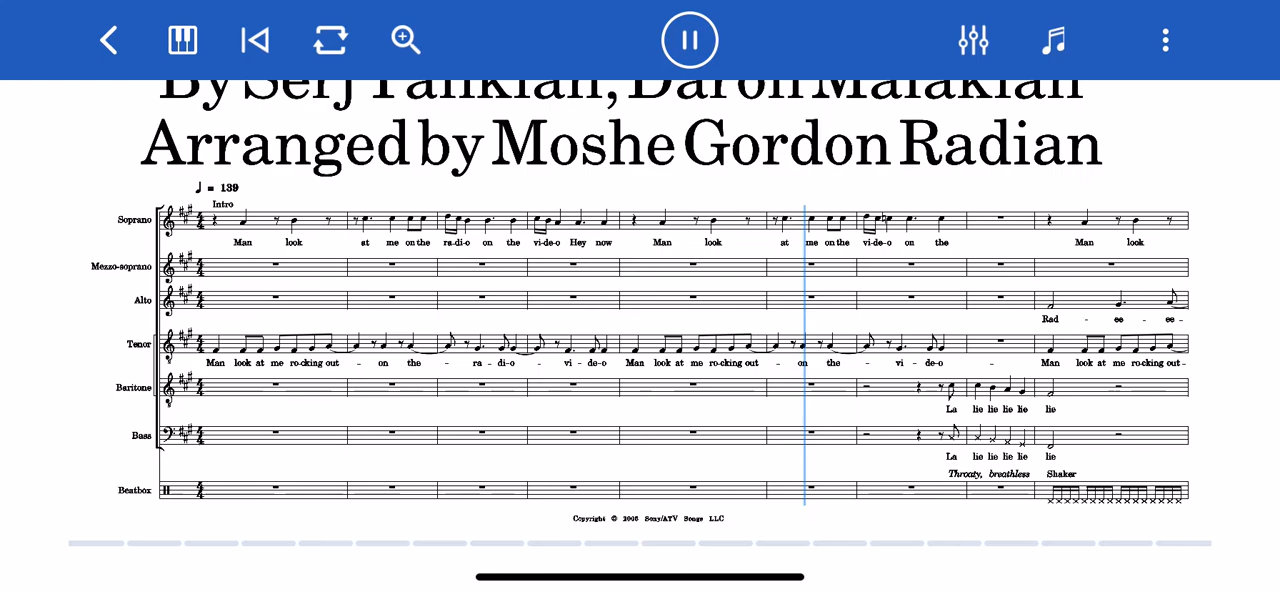 By Serj Tankian, Daron Malakian
Arranged by Moshe Gordon Radian
♩ = 139
Intro
Soprano
Man look at me on the ra-di-o on the vi-de-o Hey now Man look at me on the vi-de-o on the Man look
Mezzo-soprano
Alto
Rad - ee - ee -
Tenor
Man look at me ro-cking out - on the - ra - di-o - vi - de-o Man look at me ro-cking out - on the - vi - de-o - Man look at me ro-cking out -
Baritone
La lie lie lie lie lie
Bass
La lie lie lie lie lie
Throaty, breathless Shaker
Beatbox
Copyright © 2005 Sony/ATV Songs LLC